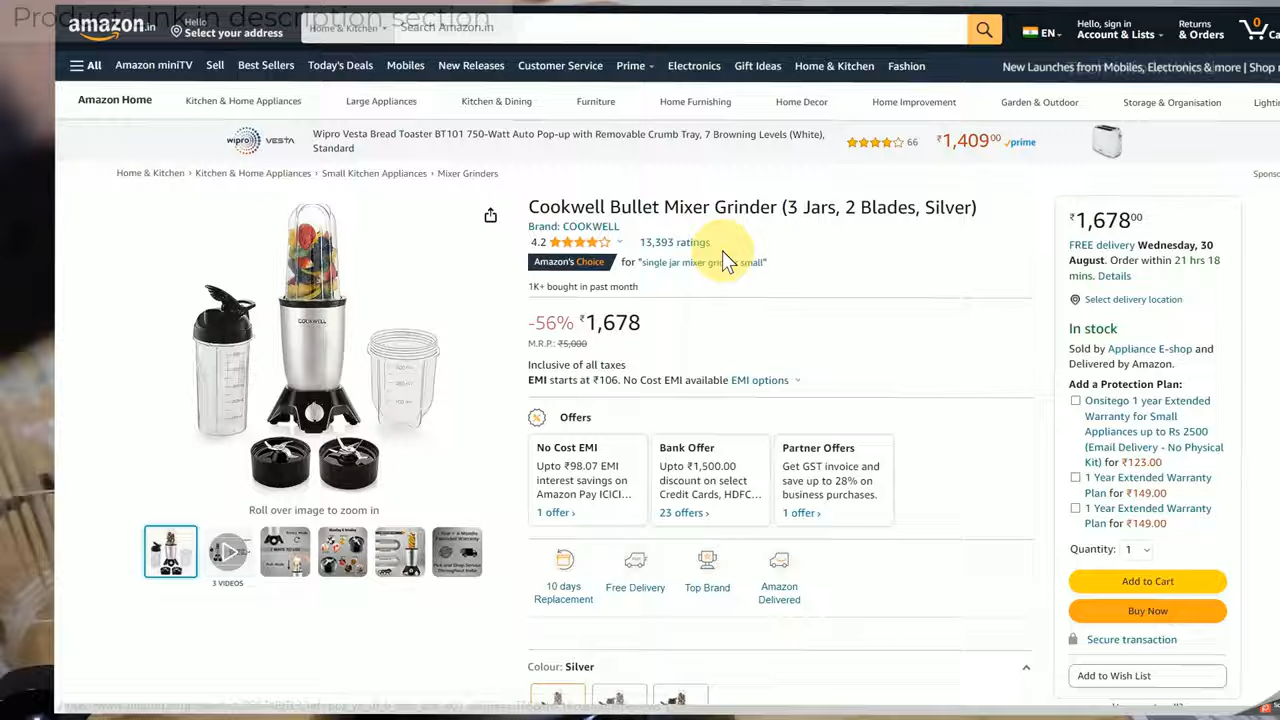 Product Link in description section
amazon.in
Hello
Select your address
Home & Kitchen
Search Amazon.in
EN
Hello, sign in
Account & Lists
Returns
& Orders
0
All
Amazon miniTV
Sell
Best Sellers
Today's Deals
Mobiles
New Releases
Customer Service
Prime
Electronics
Gift Ideas
Home & Kitchen
Fashion
New Launches from Mobiles, Electronics & more | Shop
Amazon Home
Kitchen & Home Appliances
Large Appliances
Kitchen & Dining
Furniture
Home Furnishing
Home Decor
Home Improvement
Garden & Outdoor
Storage & Organisation
wipro VESTA
Wipro Vesta Bread Toaster BT101 750-Watt Auto Pop-up with Removable Crumb Tray, 7 Browning Levels (White),
Standard
66
₹1,409.00
prime
Home & Kitchen › Kitchen & Home Appliances › Small Kitchen Appliances › Mixer Grinders
COOKWELL
Roll over image to zoom in
3 VIDEOS
Cookwell Bullet Mixer Grinder (3 Jars, 2 Blades, Silver)
Brand: COOKWELL
4.2
13,393 ratings
Amazon's Choice for "single jar mixer small"
1K+ bought in past month
-56% ₹1,678
M.R.P.: ₹5,000
Inclusive of all taxes
EMI starts at ₹106. No Cost EMI available EMI options
Offers
No Cost EMI
Upto ₹98.07 EMI
interest savings on
Amazon Pay ICICI...
1 offer ›
Bank Offer
Upto ₹1,500.00
discount on select
Credit Cards, HDFC...
23 offers ›
Partner Offers
Get GST invoice and
save up to 28% on
business purchases.
1 offer ›
10 days
Replacement
Free Delivery
Top Brand
Amazon
Delivered
Colour: Silver
₹1,678.00
FREE delivery Wednesday, 30
August. Order within 21 hrs 18
mins. Details
Select delivery location
In stock
Sold by Appliance E-shop and
Delivered by Amazon.
Add a Protection Plan:
Onsitego 1 year Extended
Warranty for Small
Appliances up to Rs 2500
(Email Delivery - No Physical
Kit) for ₹123.00
1 Year Extended Warranty
Plan for ₹149.00
1 Year Extended Warranty
Plan for ₹149.00
Quantity: 1
Add to Cart
Buy Now
Secure transaction
Add to Wish List